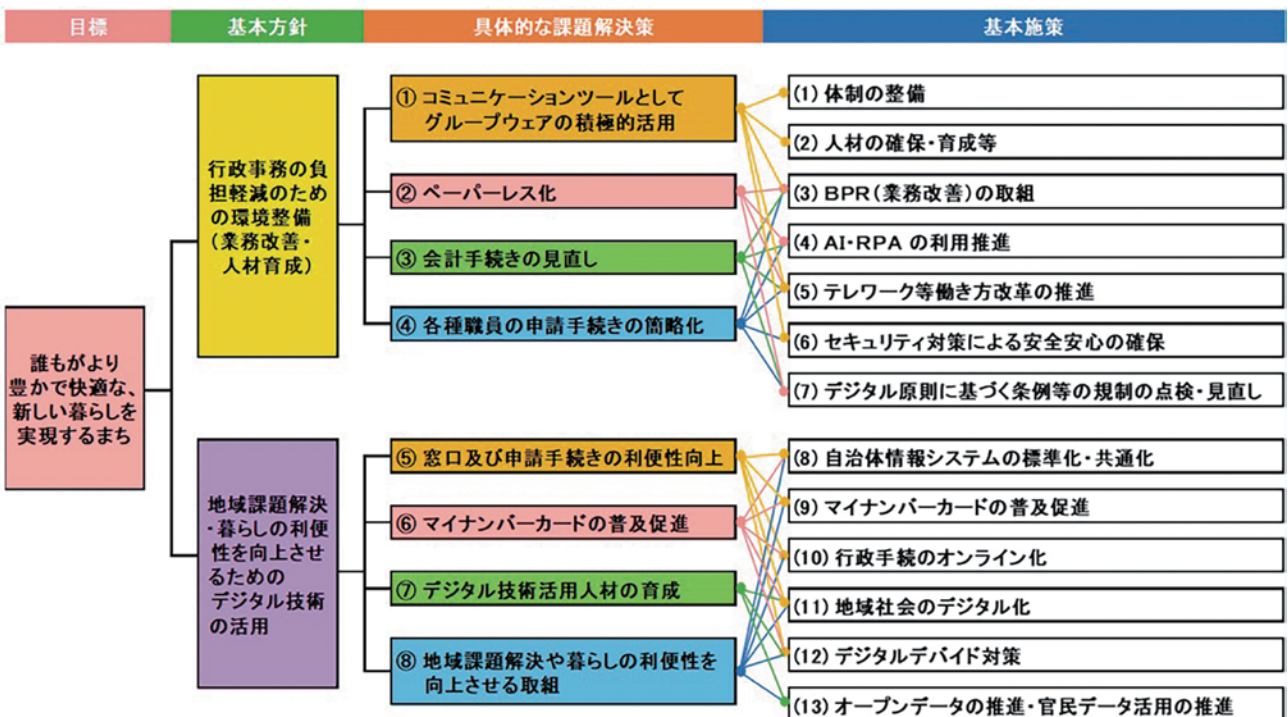 目標
基本方針
具体的な課題解決策
基本施策
誰もがより
豊かで快適な、
新しい暮らしを
実現するまち
行政事務の負
担軽減のため
の環境整備
(業務改善・
人材育成)
① コミュニケーションツールとして
グループウェアの積極的活用
② ペーパーレス化
③ 会計手続きの見直し
④ 各種職員の申請手続きの簡略化
(1) 体制の整備
(2) 人材の確保・育成等
(3) BPR(業務改善)の取組
(4) AI・RPA の利用推進
(5) テレワーク等働き方改革の推進
(6) セキュリティ対策による安全安心の確保
(7) デジタル原則に基づく条例等の規制の点検・見直し
地域課題解決
・暮らしの利便
性を向上させ
るための
デジタル技術
の活用
⑤ 窓口及び申請手続きの利便性向上
⑥ マイナンバーカードの普及促進
⑦ デジタル技術活用人材の育成
⑧ 地域課題解決や暮らしの利便性を
向上させる取組
(8) 自治体情報システムの標準化・共通化
(9) マイナンバーカードの普及促進
(10) 行政手続のオンライン化
(11) 地域社会のデジタル化
(12) デジタルデバイド対策
(13) オープンデータの推進・官民データ活用の推進